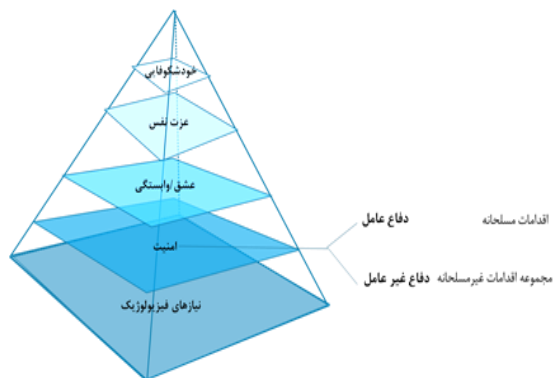 خودشکوفایی
عزت نفس
عشق/وابستگی
امنیت
نیازهای فیزیولوژیک
دفاع عامل
اقدامات مسلحانه
دفاع غیر عامل
مجموعه اقدامات غیرمسلحانه